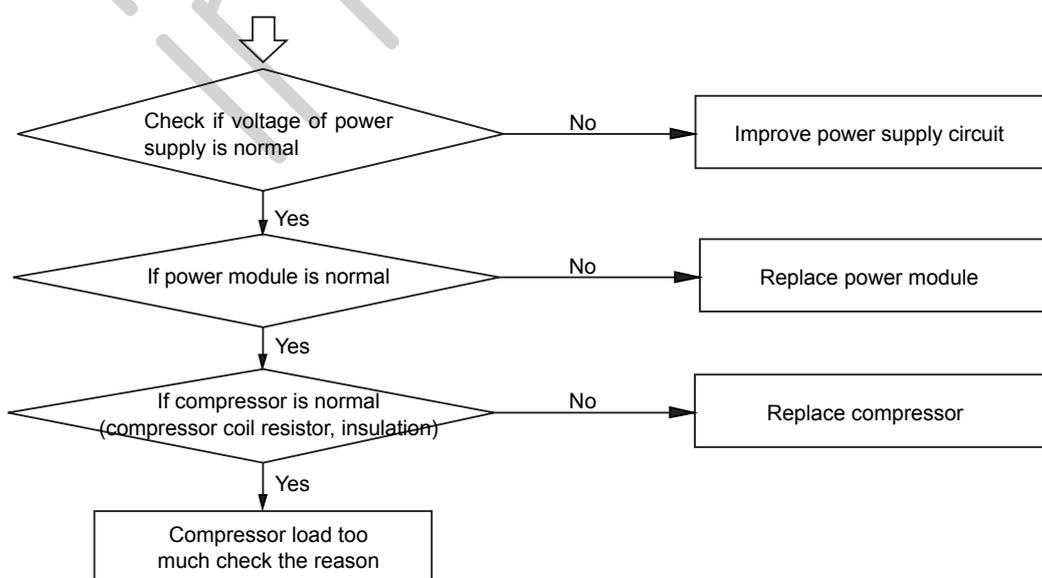 Check if voltage of power
supply is normal
No
Improve power supply circuit
Yes
If power module is normal
No
Replace power module
Yes
If compressor is normal
(compressor coil resistor, insulation)
No
Replace compressor
Yes
Compressor load too
much check the reason